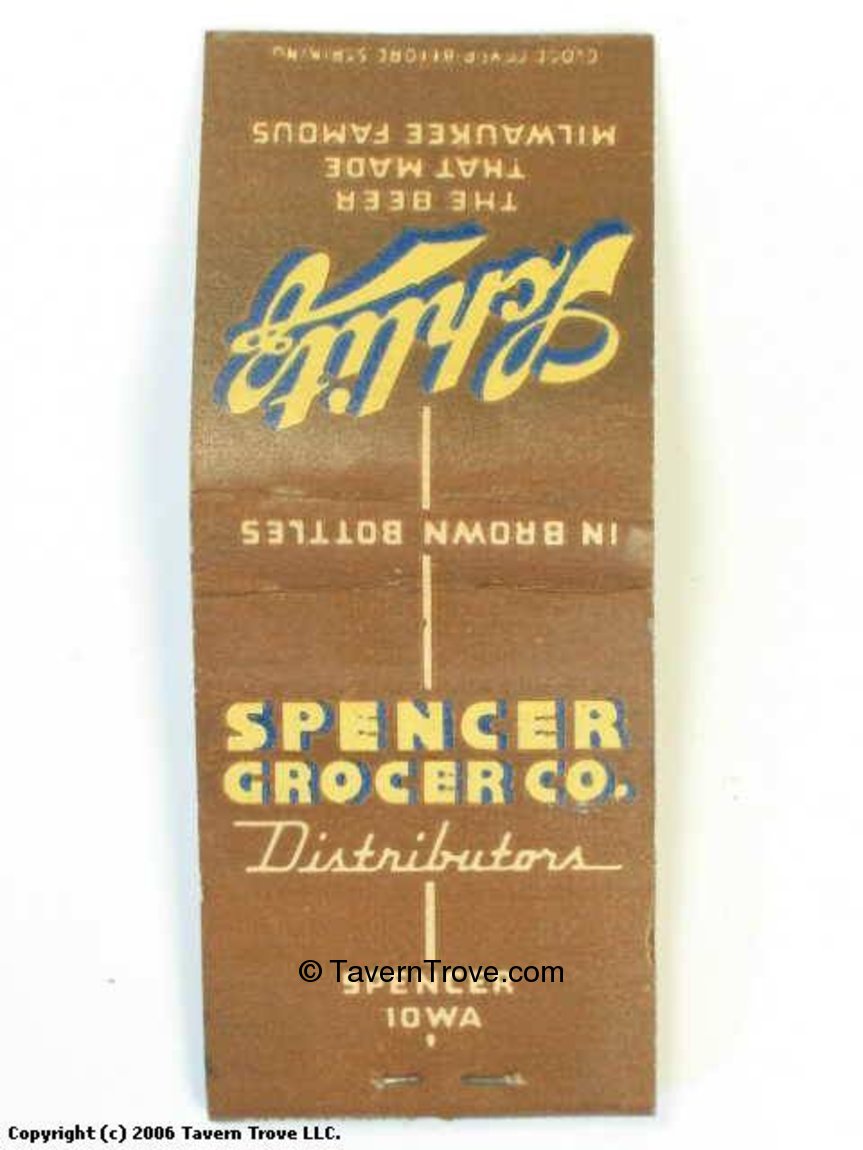 CLOSE COVER BEFORE STRIKING
THE BEER
THAT MADE
MILWAUKEE FAMOUS
Schlitz
IN BROWN BOTTLES
SPENCER
GROCER CO.
Distributors
© TavernTrove.com
SPENCER
IOWA
Copyright (c) 2006 Tavern Trove LLC.